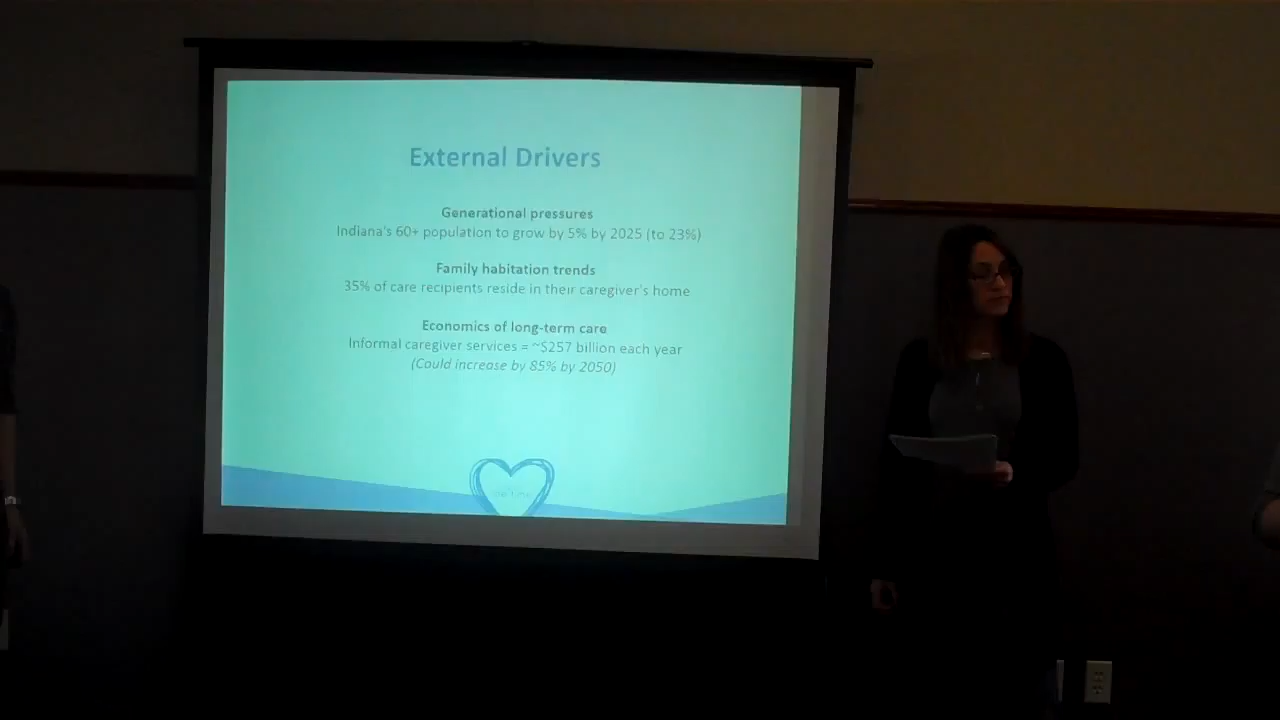 External Drivers
Generational pressures
Indiana's 60+ population to grow by 5% by 2025 (to 23%)
Family habitation trends
35% of care recipients reside in their caregiver's home
Economics of long-term care
Informal caregiver services = ~$257 billion each year
(Could increase by 85% by 2050)